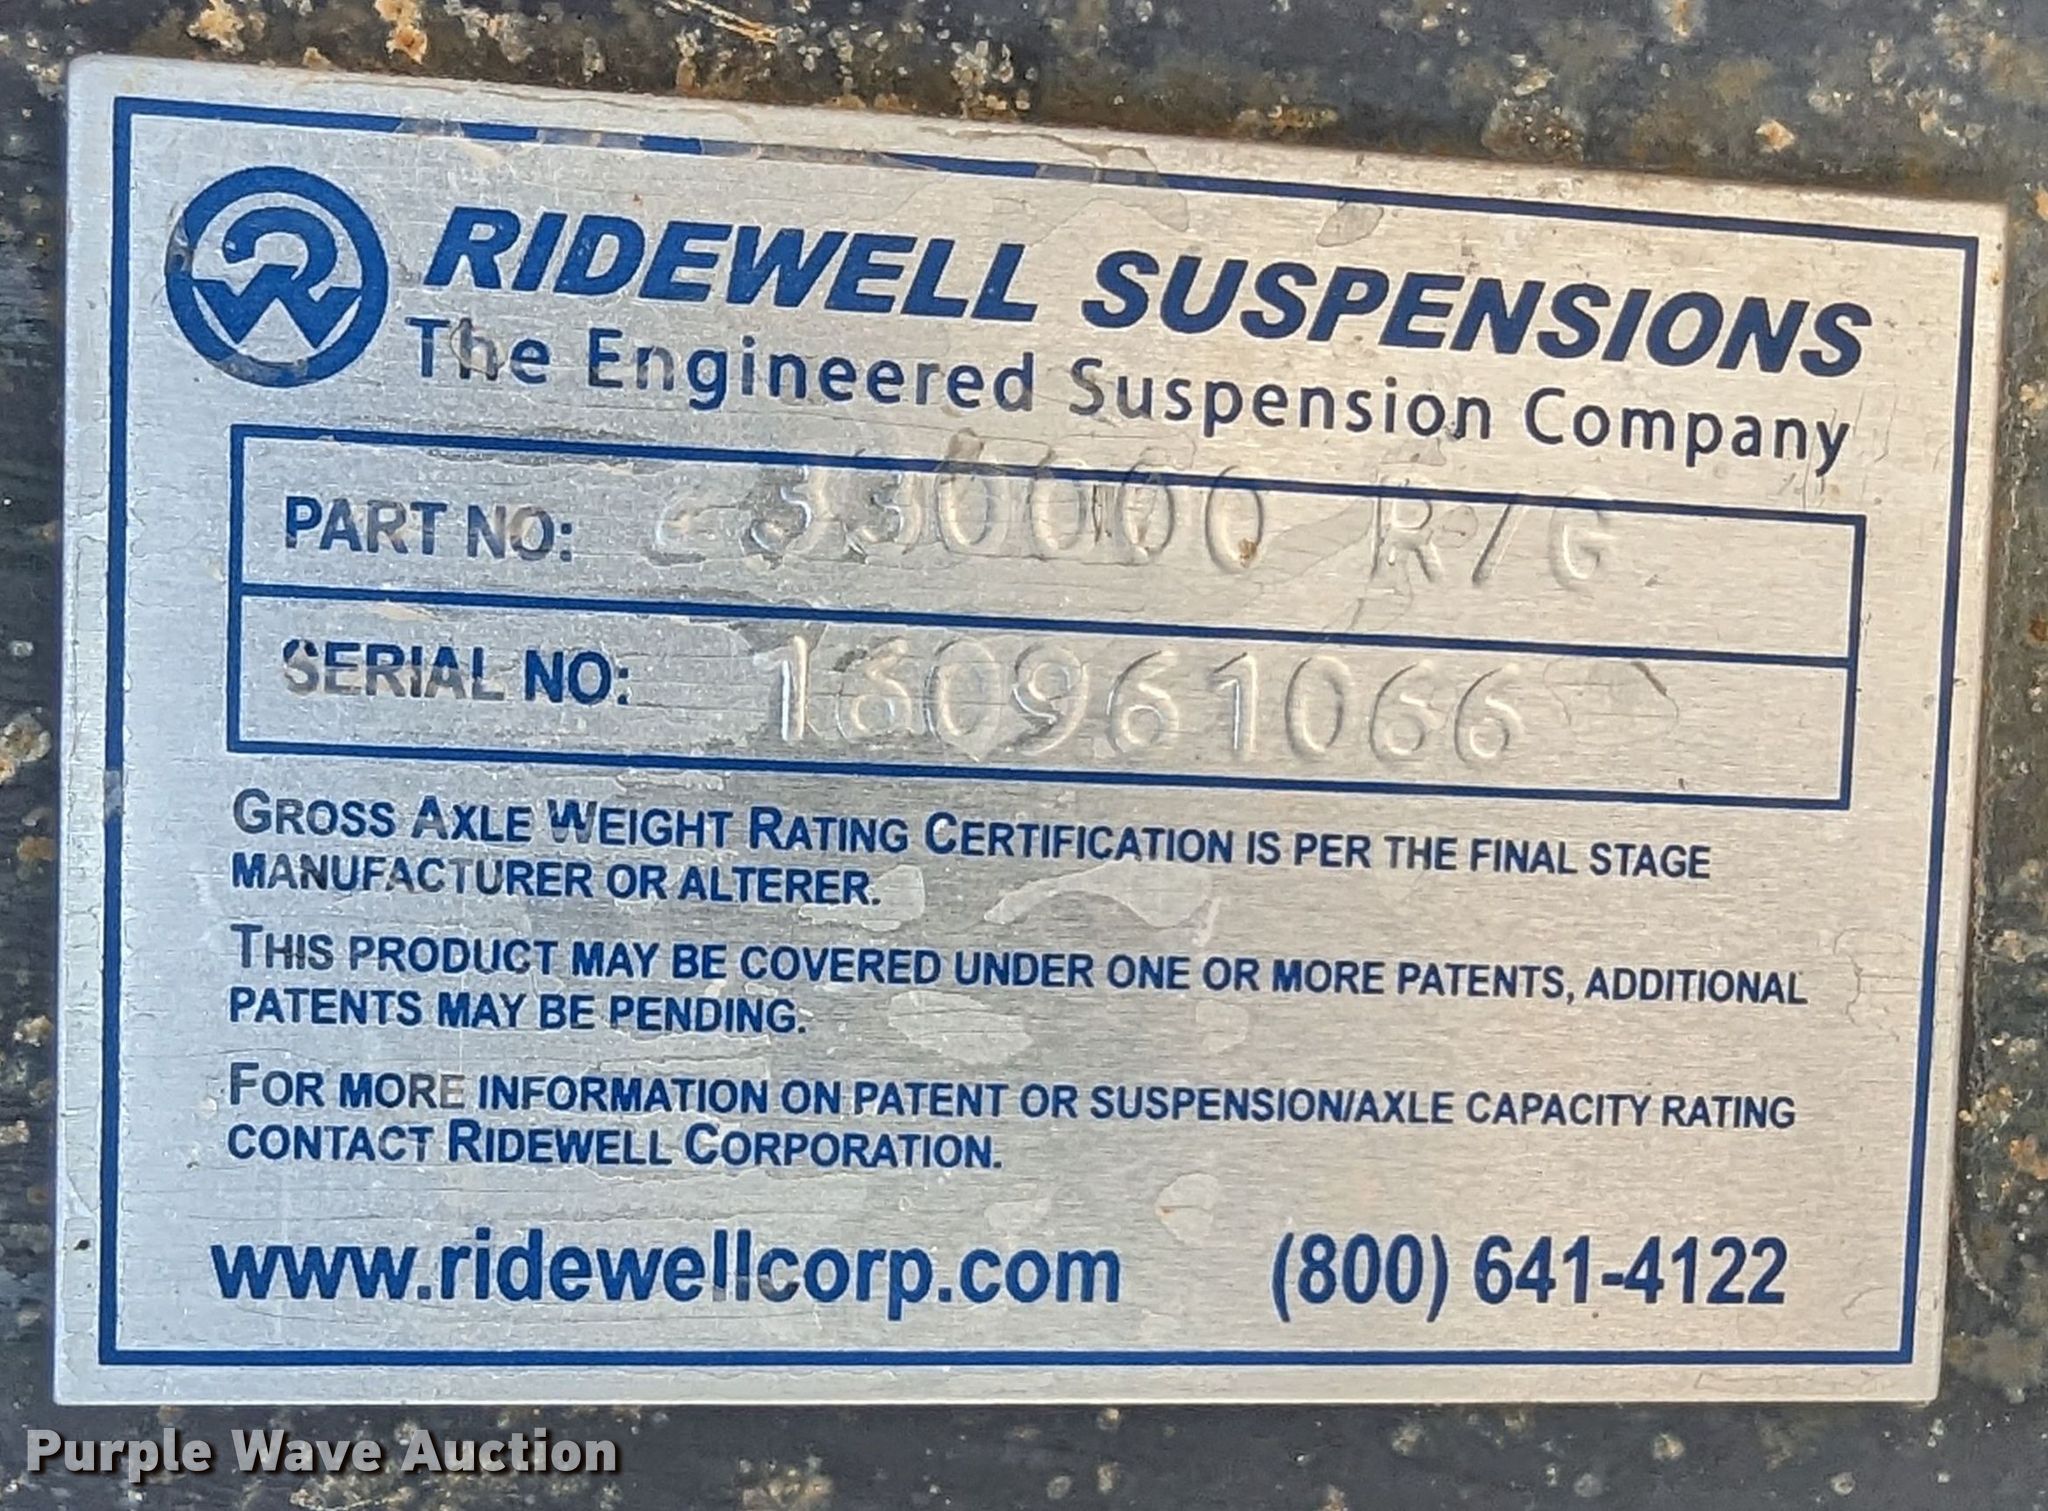 RIDEWELL SUSPENSIONS
The Engineered Suspension Company
PART NO: 2330000 R/G
SERIAL NO: 160961066
GROSS AXLE WEIGHT RATING CERTIFICATION IS PER THE FINAL STAGE
MANUFACTURER OR ALTERER.
THIS PRODUCT MAY BE COVERED UNDER ONE OR MORE PATENTS, ADDITIONAL
PATENTS MAY BE PENDING.
FOR MORE INFORMATION ON PATENT OR SUSPENSION/AXLE CAPACITY RATING
CONTACT RIDEWELL CORPORATION.
www.ridewellcorp.com (800) 641-4122
Purple Wave Auction